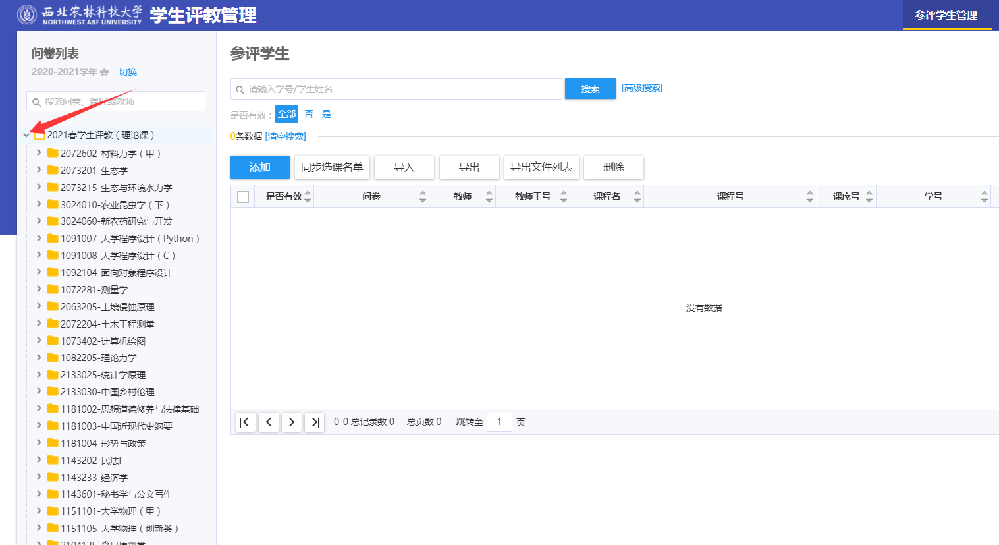 西北农林科技大学
NORTHWEST A&F UNIVERSITY
学生评教管理
参评学生管理
问卷列表
2020-2021学年 春 切换
搜索问卷、课程或教师
2021春学生评教（理论课）
2072602-材料力学（甲）
2073201-生态学
2073215-生态与环境水力学
3024010-农业昆虫学（下）
3024060-新农药研究与开发
1091007-大学程序设计（Python）
1091008-大学程序设计（C）
1092104-面向对象程序设计
1072281-测量学
2063205-土壤侵蚀原理
2072204-土木工程测量
1073402-计算机绘图
1082205-理论力学
2133025-统计学原理
2133030-中国乡村伦理
1181002-思想道德修养与法律基础
1181003-中国近现代史纲要
1181004-形势与政策
1143202-民法I
1143233-经济学
1143601-秘书学与公文写作
1151101-大学物理（甲）
1151105-大学物理（创新类）
参评学生
请输入学号/学生姓名 搜索 [高级搜索]
是否有效： 全部 否 是
0条数据 [清空搜索]
添加 同步选课名单 导入 导出 导出文件列表 删除
是否有效 问卷 教师 教师工号 课程名 课程号 课序号 学号
没有数据
0-0 总记录数 0 总页数 0 跳转至 1 页